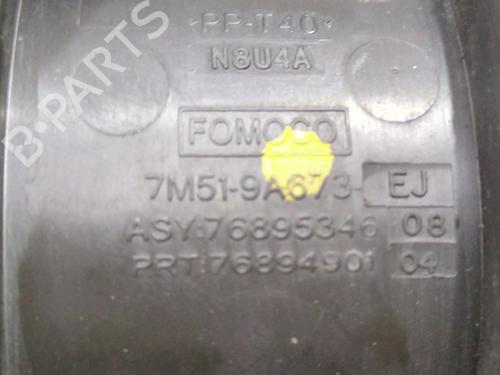 >PP-T40<
N8U4A
FOMOCO
7M51-9A673-EJ
ASY:76895346 08
PRT:76894901 04
B-PARTS